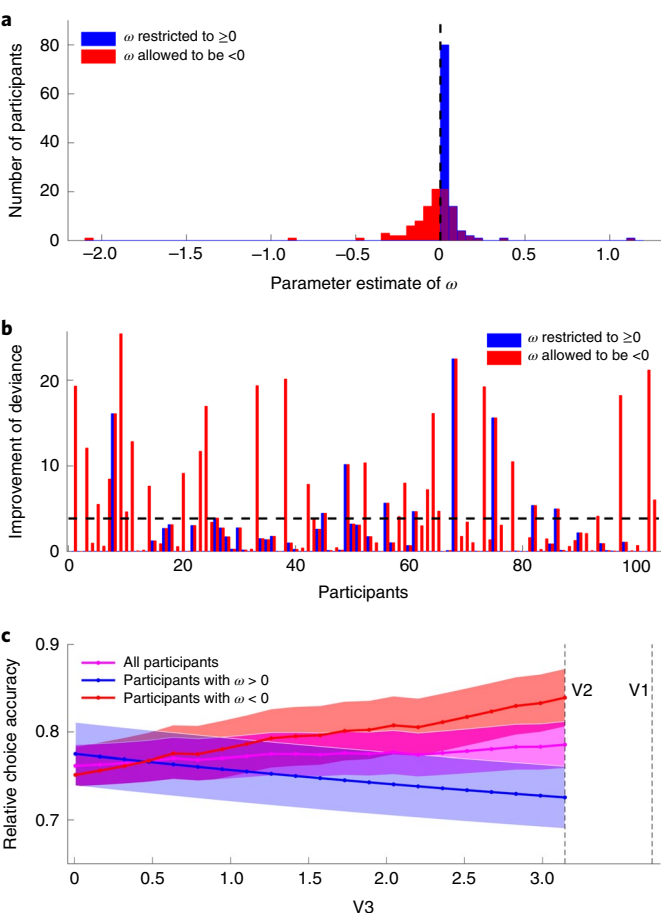 a
ω restricted to ≥0
ω allowed to be <0
Number of participants
80
60
40
20
0
–2.0 –1.5 –1.0 –0.5 0 0.5 1.0
Parameter estimate of ω
b
ω restricted to ≥0
ω allowed to be <0
Improvement of deviance
20
10
0
0 20 40 60 80 100
Participants
c
All participants
Participants with ω > 0
Participants with ω < 0
V2 V1
Relative choice accuracy
0.9
0.8
0.7
0 0.5 1.0 1.5 2.0 2.5 3.0
V3